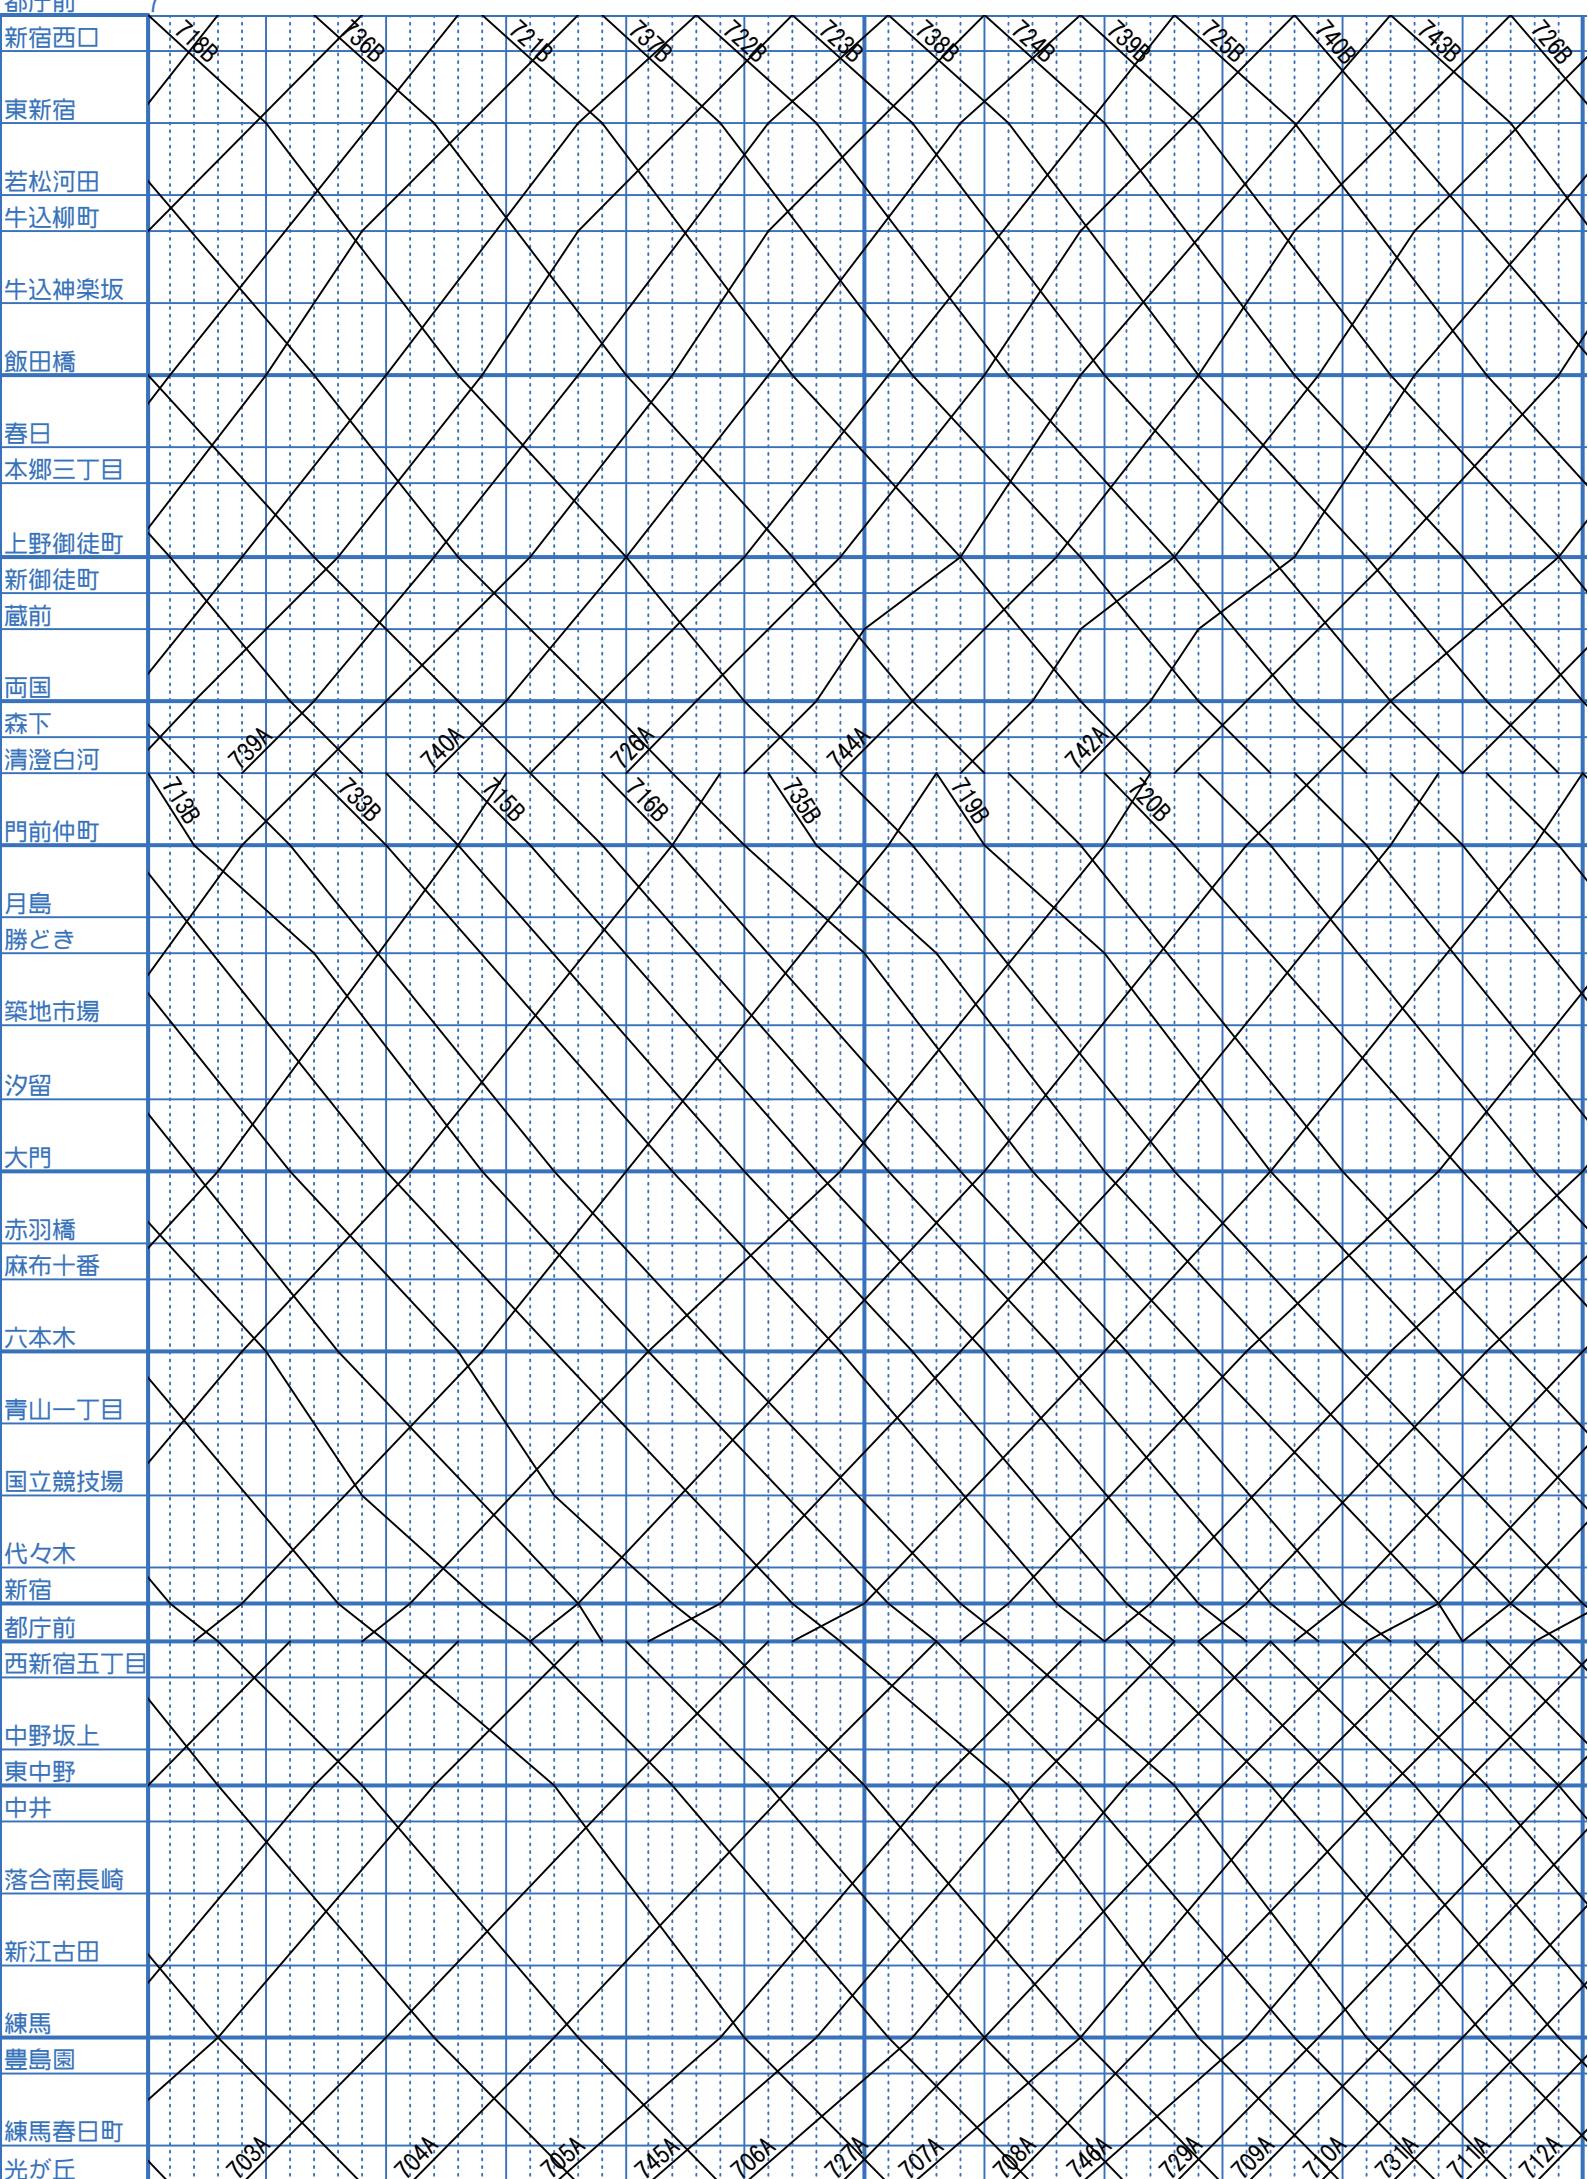 都庁前 7
新宿西口 718B 736B 721B 737B 722B 723B 738B 724B 739B 725B 740B 743B 726B
東新宿
若松河田
牛込柳町
牛込神楽坂
飯田橋
春日
本郷三丁目
上野御徒町
新御徒町
蔵前
両国
森下
清澄白河 739A 740A 726A 744A 742A
門前仲町 713B 733B 715B 716B 735B 719B 720B
月島
勝どき
築地市場
汐留
大門
赤羽橋
麻布十番
六本木
青山一丁目
国立競技場
代々木
新宿
都庁前
西新宿五丁目
中野坂上
東中野
中井
落合南長崎
新江古田
練馬
豊島園
練馬春日町
光が丘 703A 704A 705A 745A 706A 727A 707A 708A 746A 729A 709A 710A 731A 711A 712A